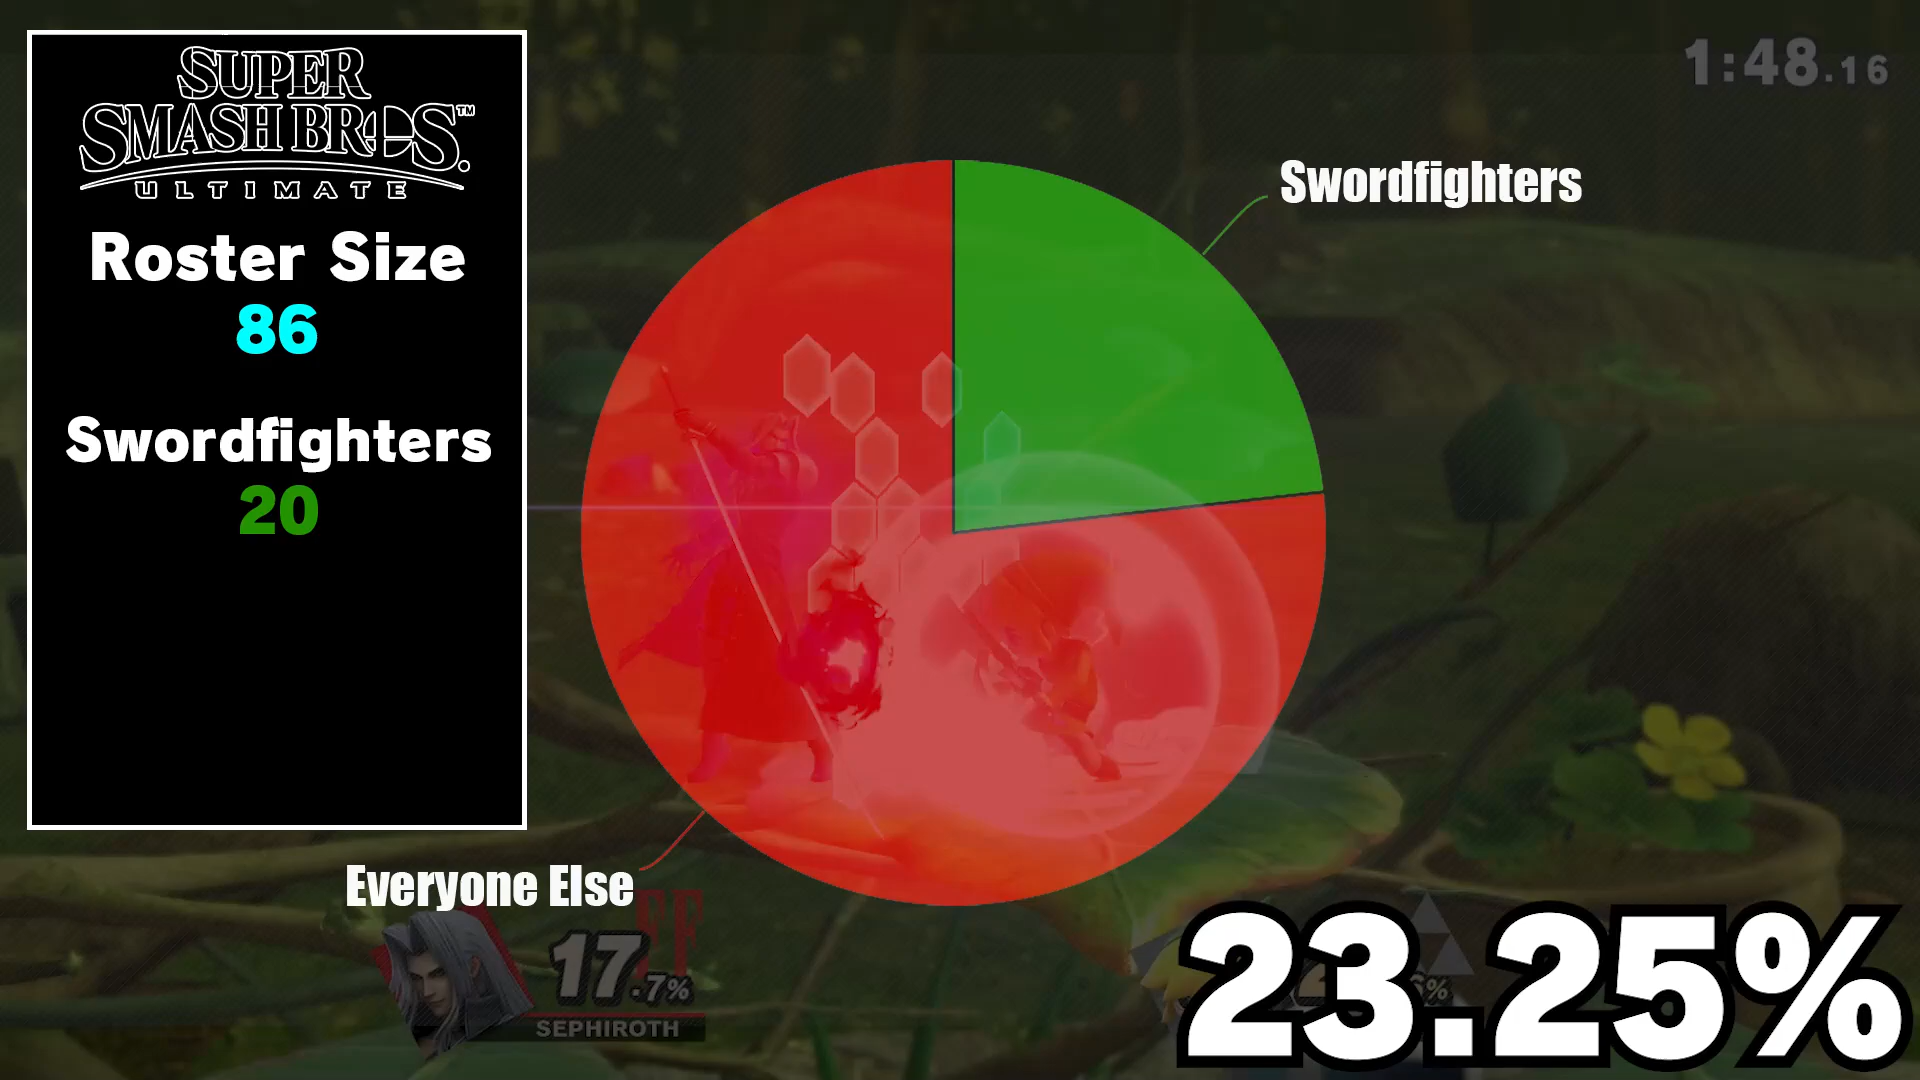 SUPER
SMASH BROS.™
ULTIMATE
Roster Size
86
Swordfighters
20
1:48.16
Swordfighters
Everyone Else
17.7%
SEPHIROTH
23.25%